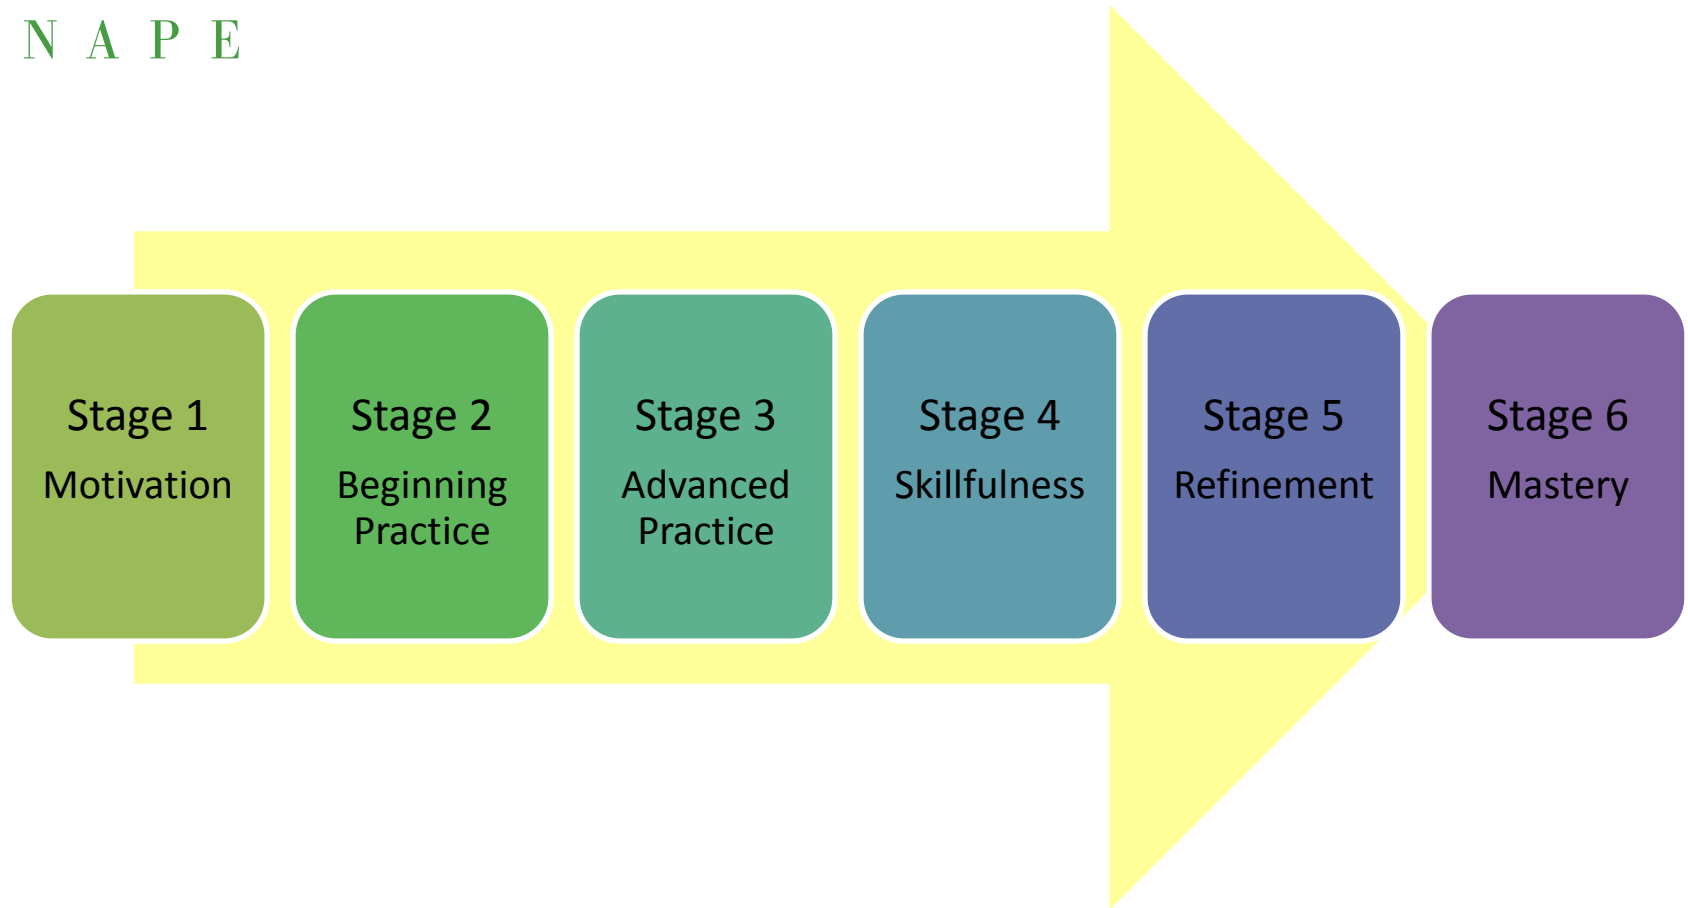 N A P E
Stage 1
Motivation
Stage 2
Beginning
Practice
Stage 3
Advanced
Practice
Stage 4
Skillfulness
Stage 5
Refinement
Stage 6
Mastery